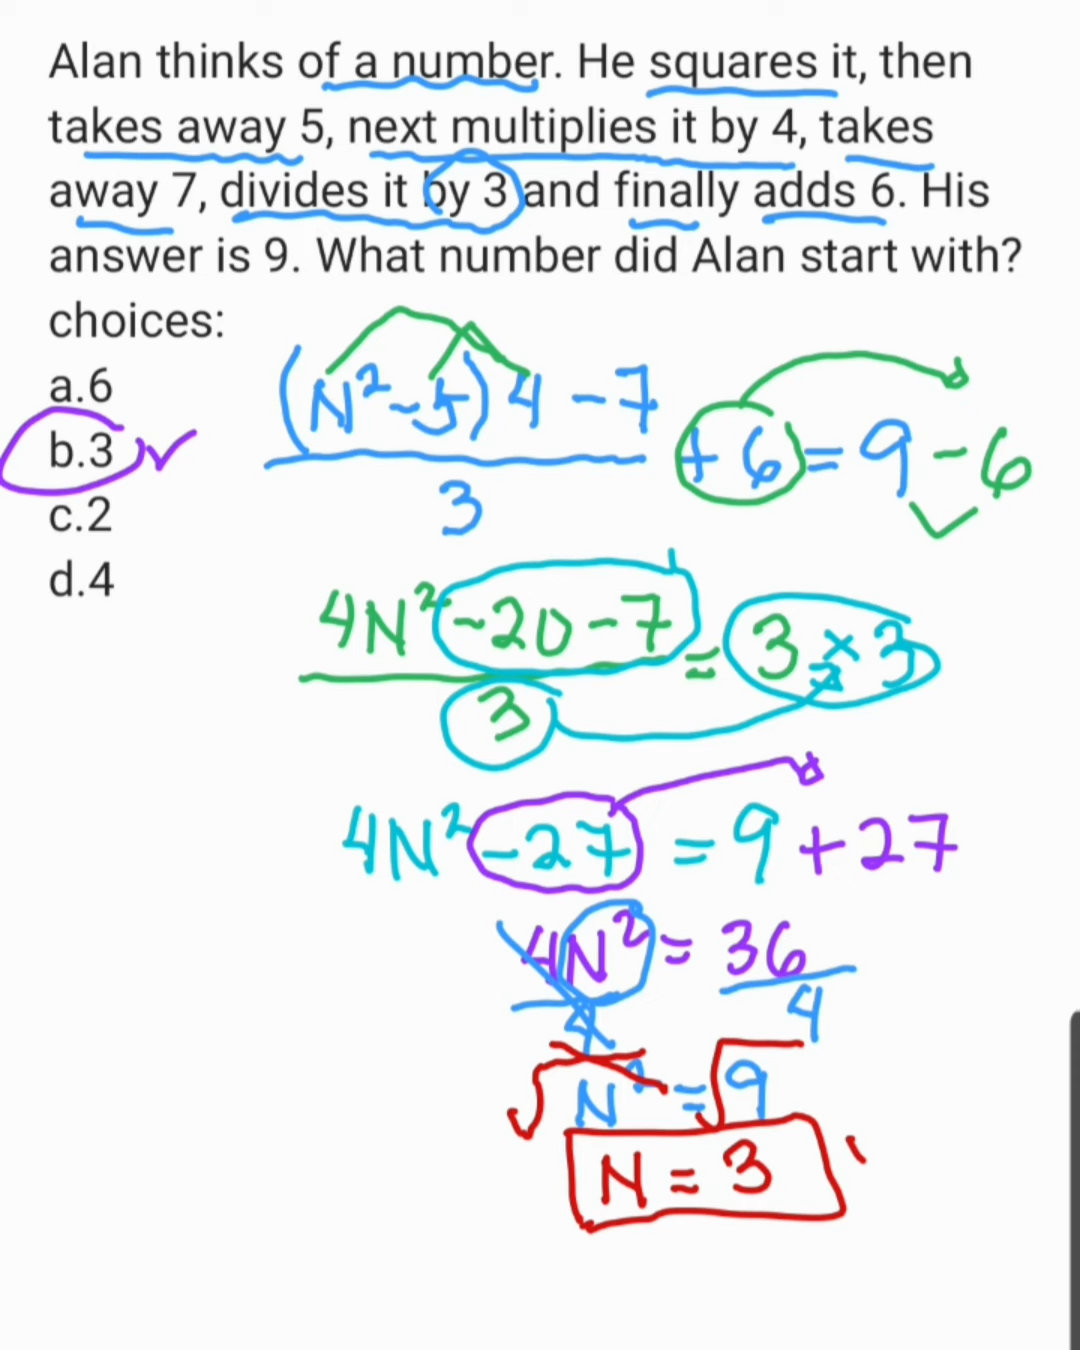 Alan thinks of a number. He squares it, then
takes away 5, next multiplies it by 4, takes
away 7, divides it by 3 and finally adds 6. His
answer is 9. What number did Alan start with?
choices:
a.6
b.3
c.2
d.4
(N²-5)4-7
+6=9-6
3
4N²-20-7
=3×3
3
4N²-27=9+27
4N²=36
4 4
√N²=√9
N=3